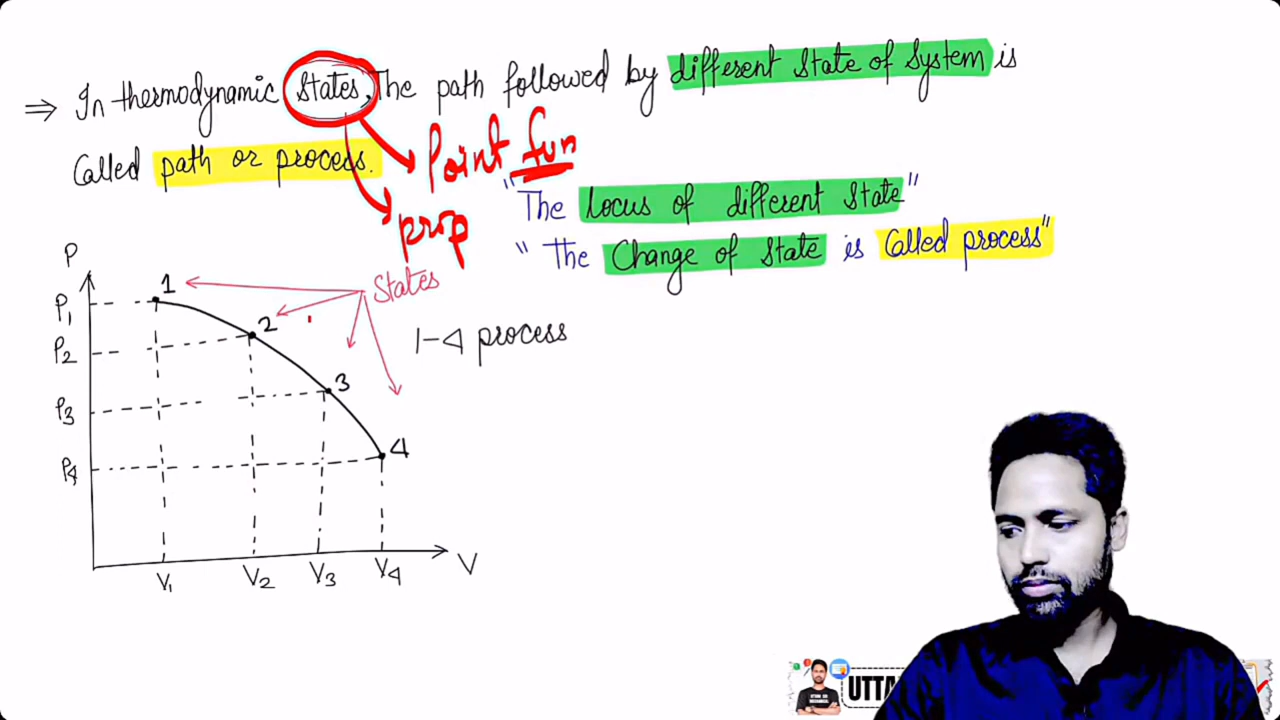 ⇒ In thermodynamic States, The path followed by different State of System is
Called path or process.
Point fun
prop
"The Locus of different State"
"The Change of State is Called process"
P
P1
P2
P3
P4
1
2
3
4
States
1-4 process
V1 V2 V3 V4 V